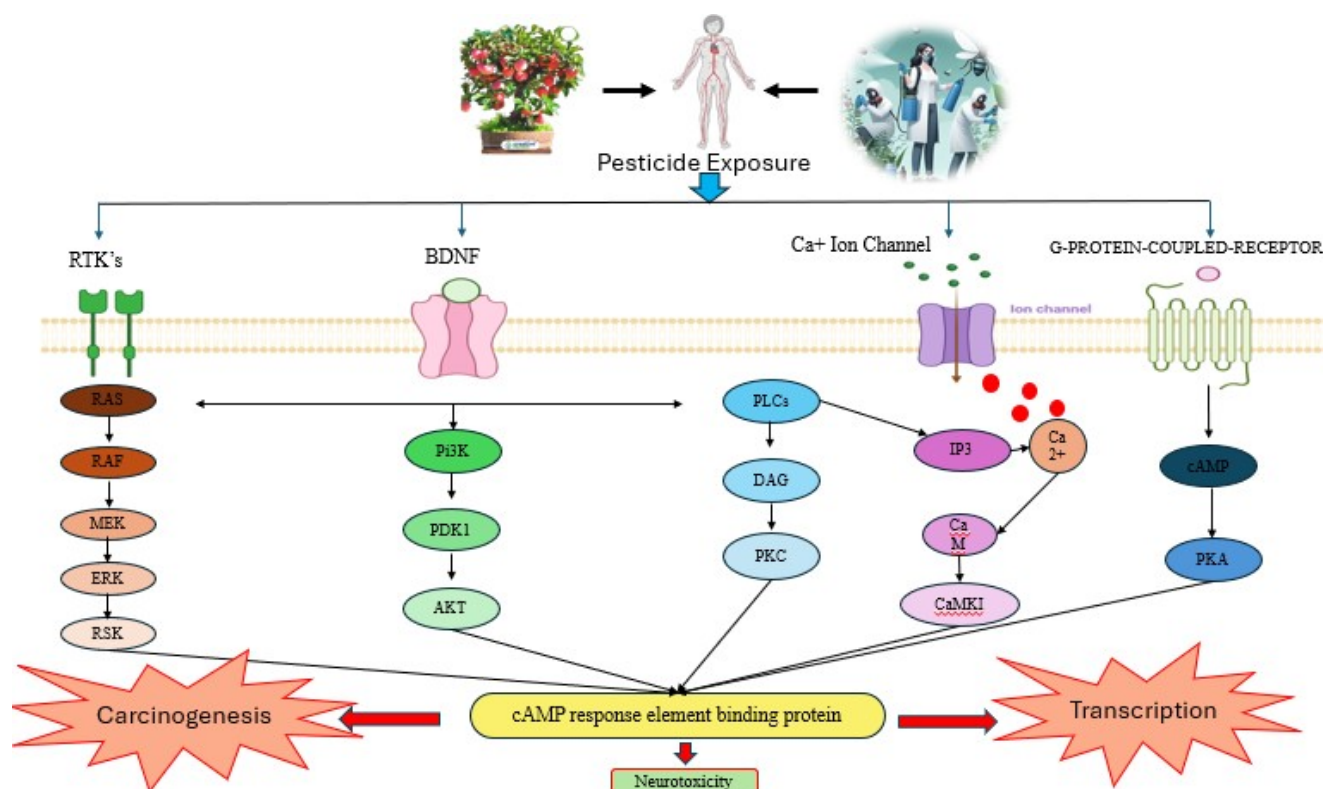 Pesticide Exposure
RTK's
BDNF
Ca+ Ion Channel
G-PROTEIN-COUPLED-RECEPTOR
Ion channel
RAS
RAF
MEK
ERK
RSK
Pi3K
PDK1
AKT
PLCs
DAG
PKC
IP3
Ca
2+
Ca
M
CaMKI
cAMP
PKA
Carcinogenesis
cAMP response element binding protein
Transcription
Neurotoxicity